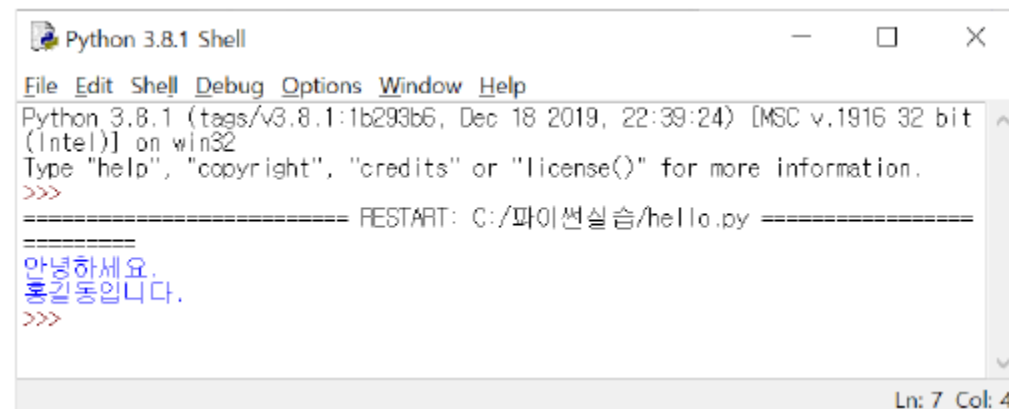 Python 3.8.1 Shell
File Edit Shell Debug Options Window Help
Python 3.8.1 (tags/v3.8.1:1b293b6, Dec 18 2019, 22:39:24) [MSC v.1916 32 bit
(Intel)] on win32
Type "help", "copyright", "credits" or "license()" for more information.
>>>
========================== RESTART: C:/파이썬실습/hello.py =================
=========
안녕하세요.
홍길동입니다.
>>>
Ln: 7 Col: 4